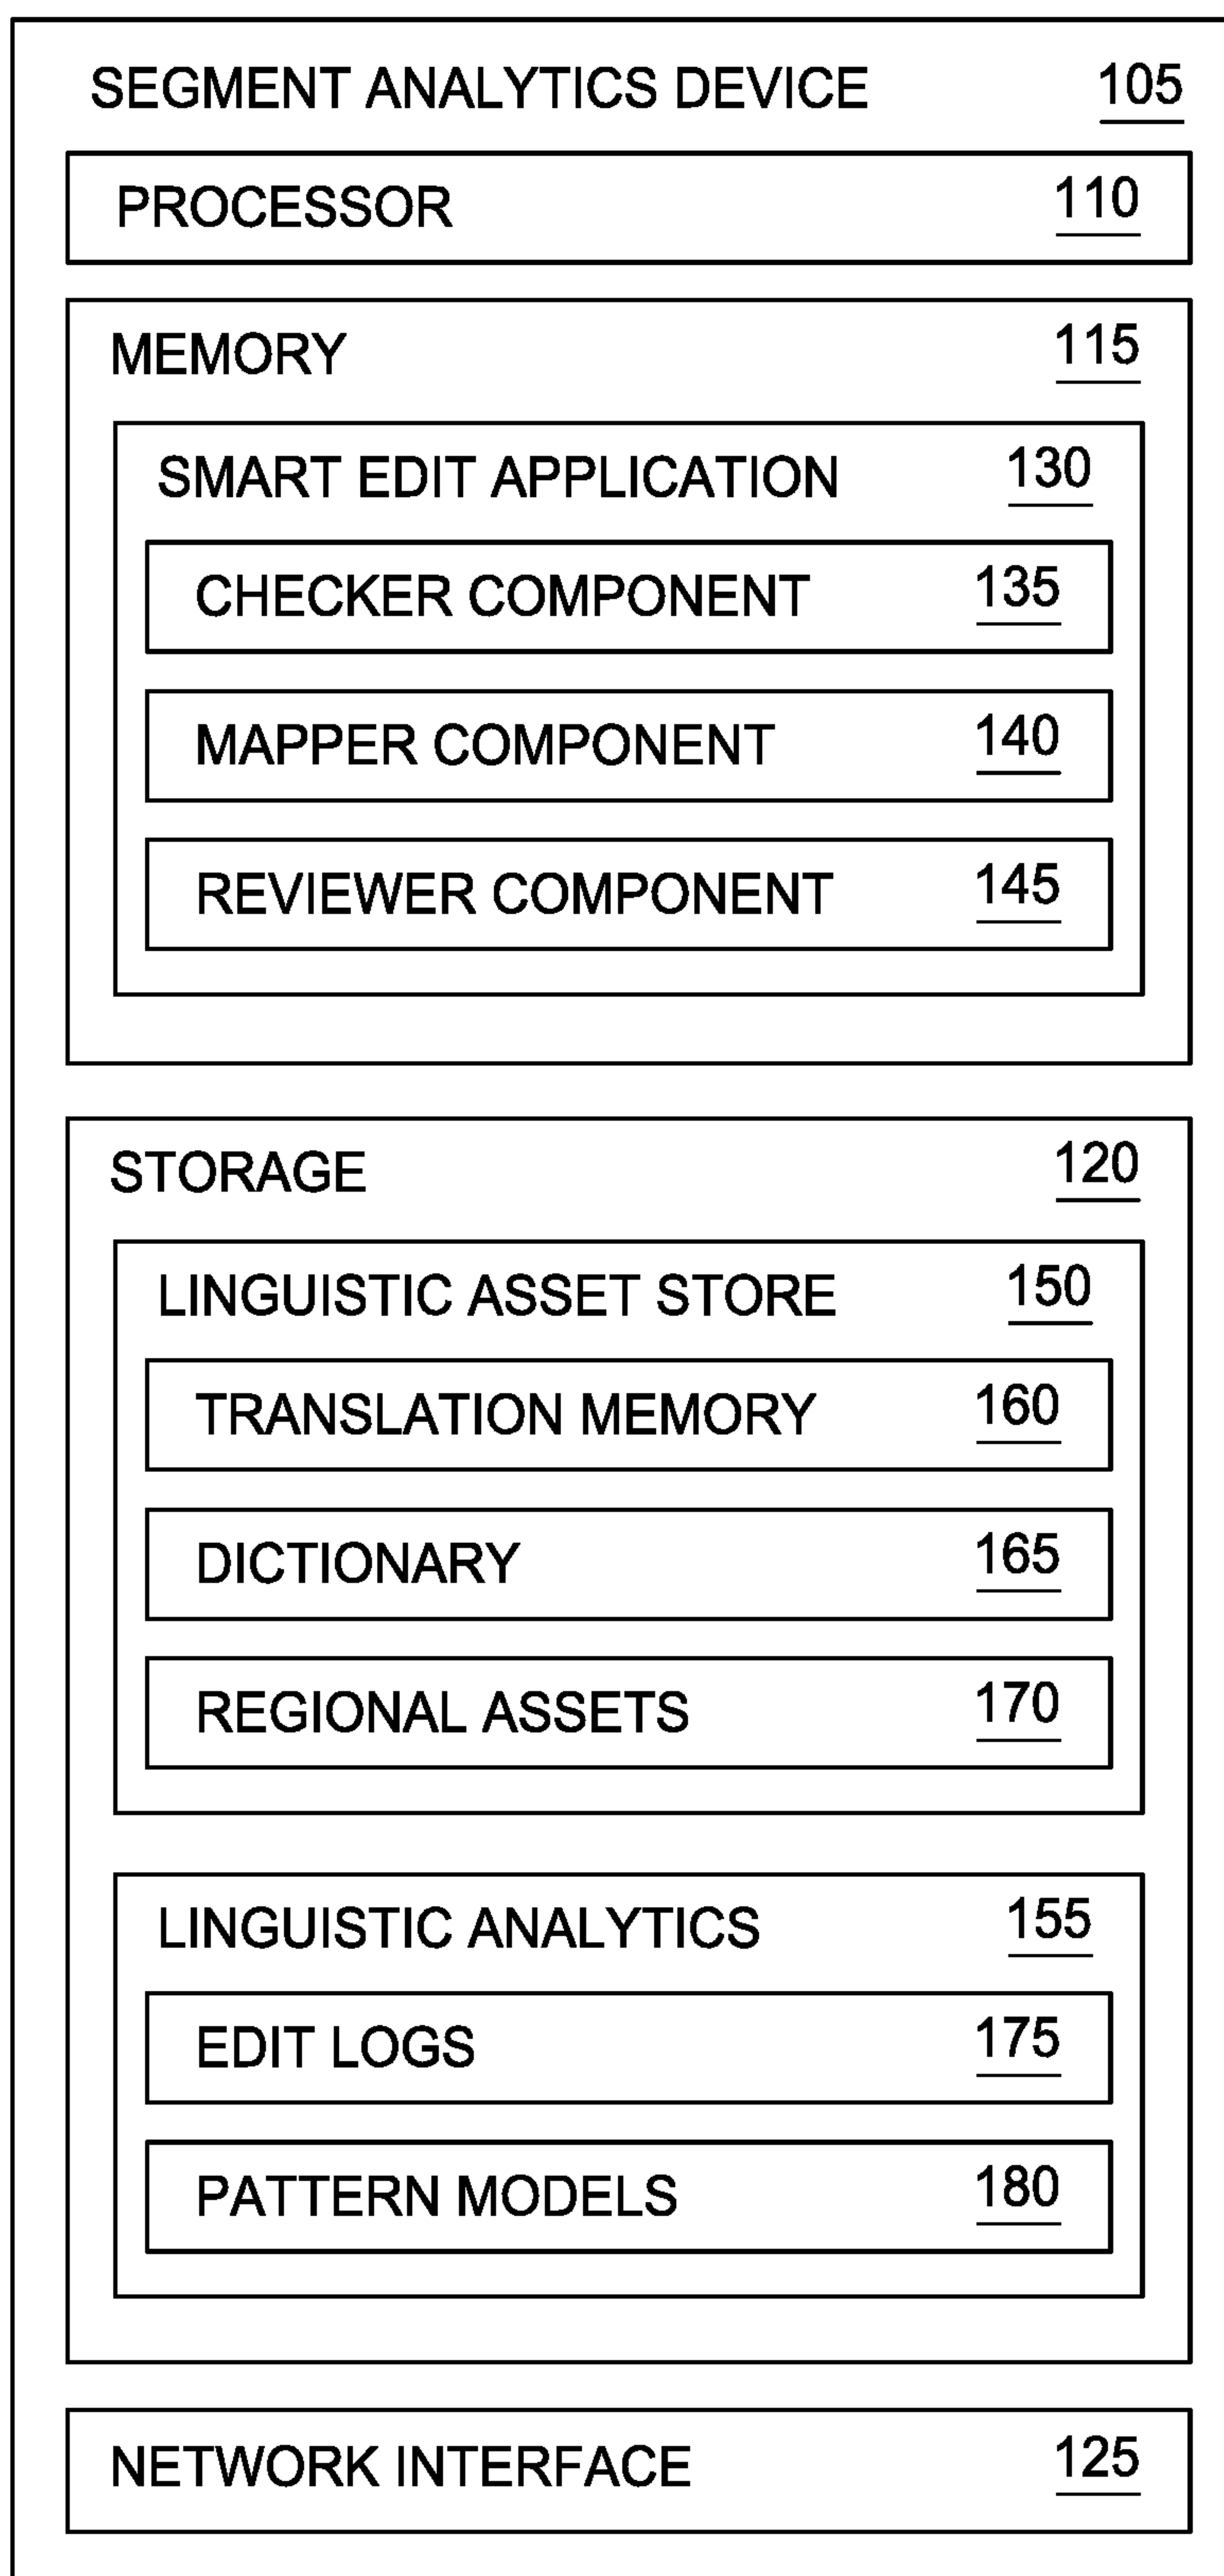 SEGMENT ANALYTICS DEVICE 105
PROCESSOR 110
MEMORY 115
SMART EDIT APPLICATION 130
CHECKER COMPONENT 135
MAPPER COMPONENT 140
REVIEWER COMPONENT 145
STORAGE 120
LINGUISTIC ASSET STORE 150
TRANSLATION MEMORY 160
DICTIONARY 165
REGIONAL ASSETS 170
LINGUISTIC ANALYTICS 155
EDIT LOGS 175
PATTERN MODELS 180
NETWORK INTERFACE 125